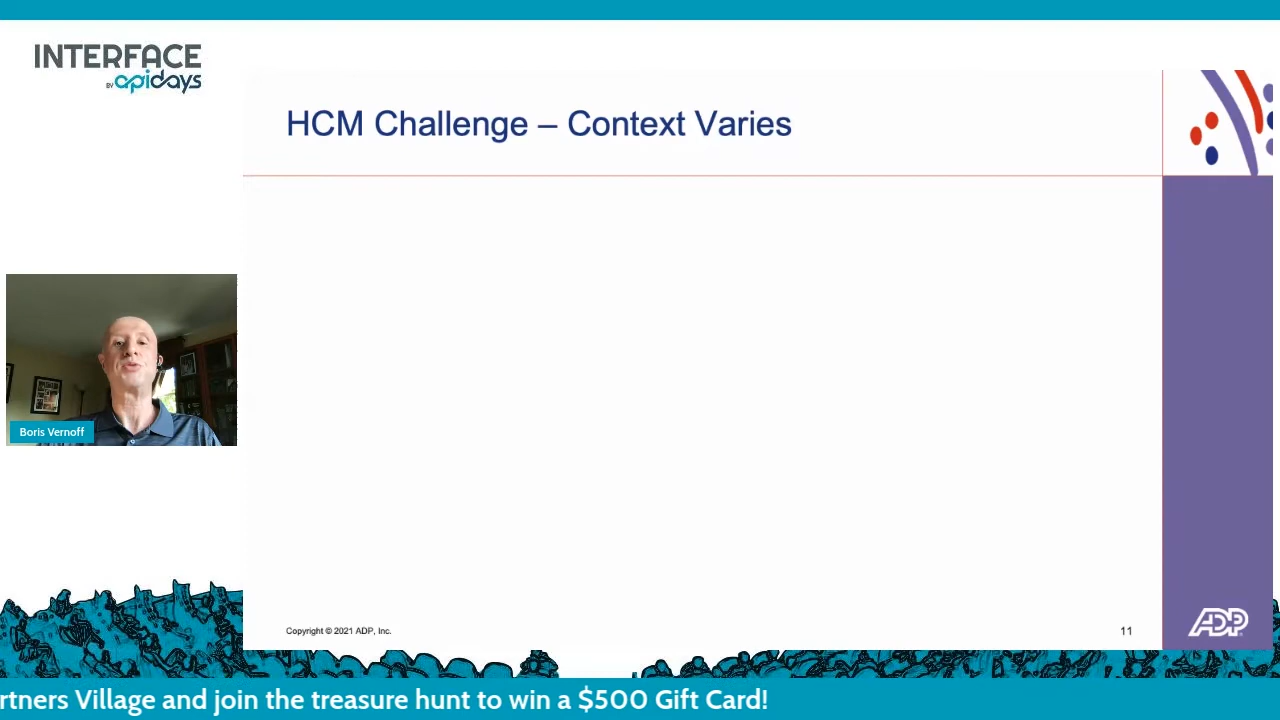 INTERFACE
BY apidays
HCM Challenge – Context Varies
Boris Vernoff
Copyright © 2021 ADP, Inc.
11
ADP
rtners Village and join the treasure hunt to win a $500 Gift Card!